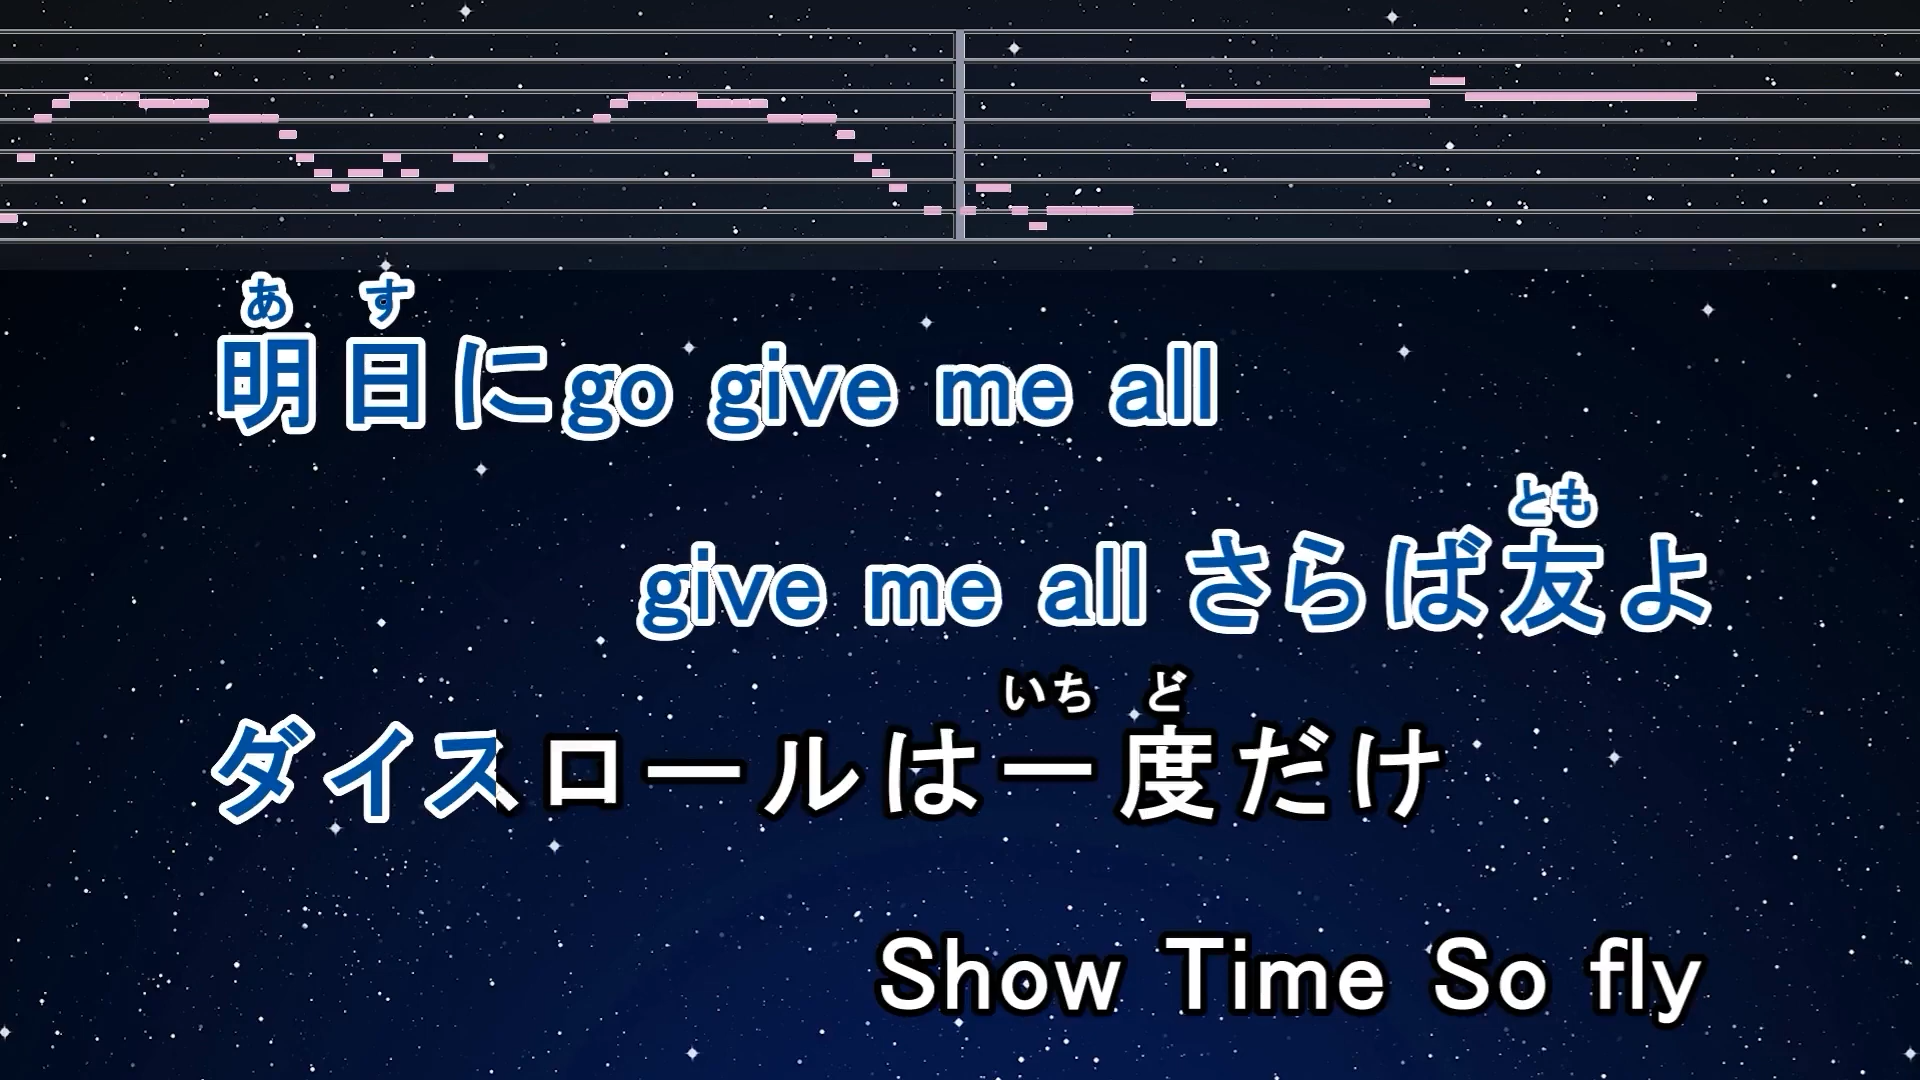 あす
明日にgo give me all
とも
give me all さらば友よ
いちど
ダイスロールは一度だけ
Show Time So fly